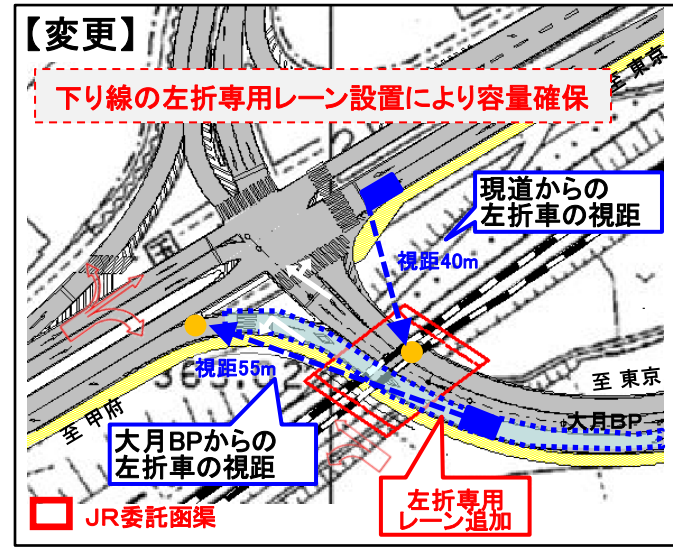 【変更】
下り線の左折専用レーン設置により容量確保
至 東京
現道からの
左折車の視距
視距40m
国
視距55m
至 東京
至 甲府
大月BP
大月BPからの
左折車の視距
左折専用
レーン追加
JR委託函渠